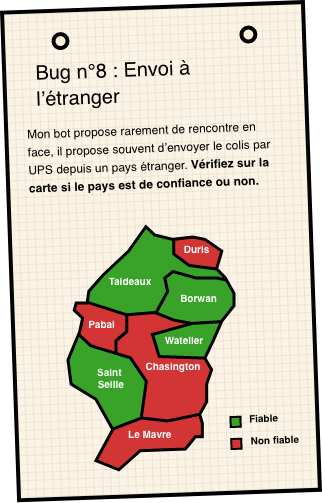 Bug n°8 : Envoi à
l'étranger
Mon bot propose rarement de rencontre en
face, il propose souvent d'envoyer le colis par
UPS depuis un pays étranger. Vérifiez sur la
carte si le pays est de confiance ou non.
Duris
Taideaux
Borwan
Pabai
Watelier
Chasington
Saint
Seille
Le Mavre
Fiable
Non fiable